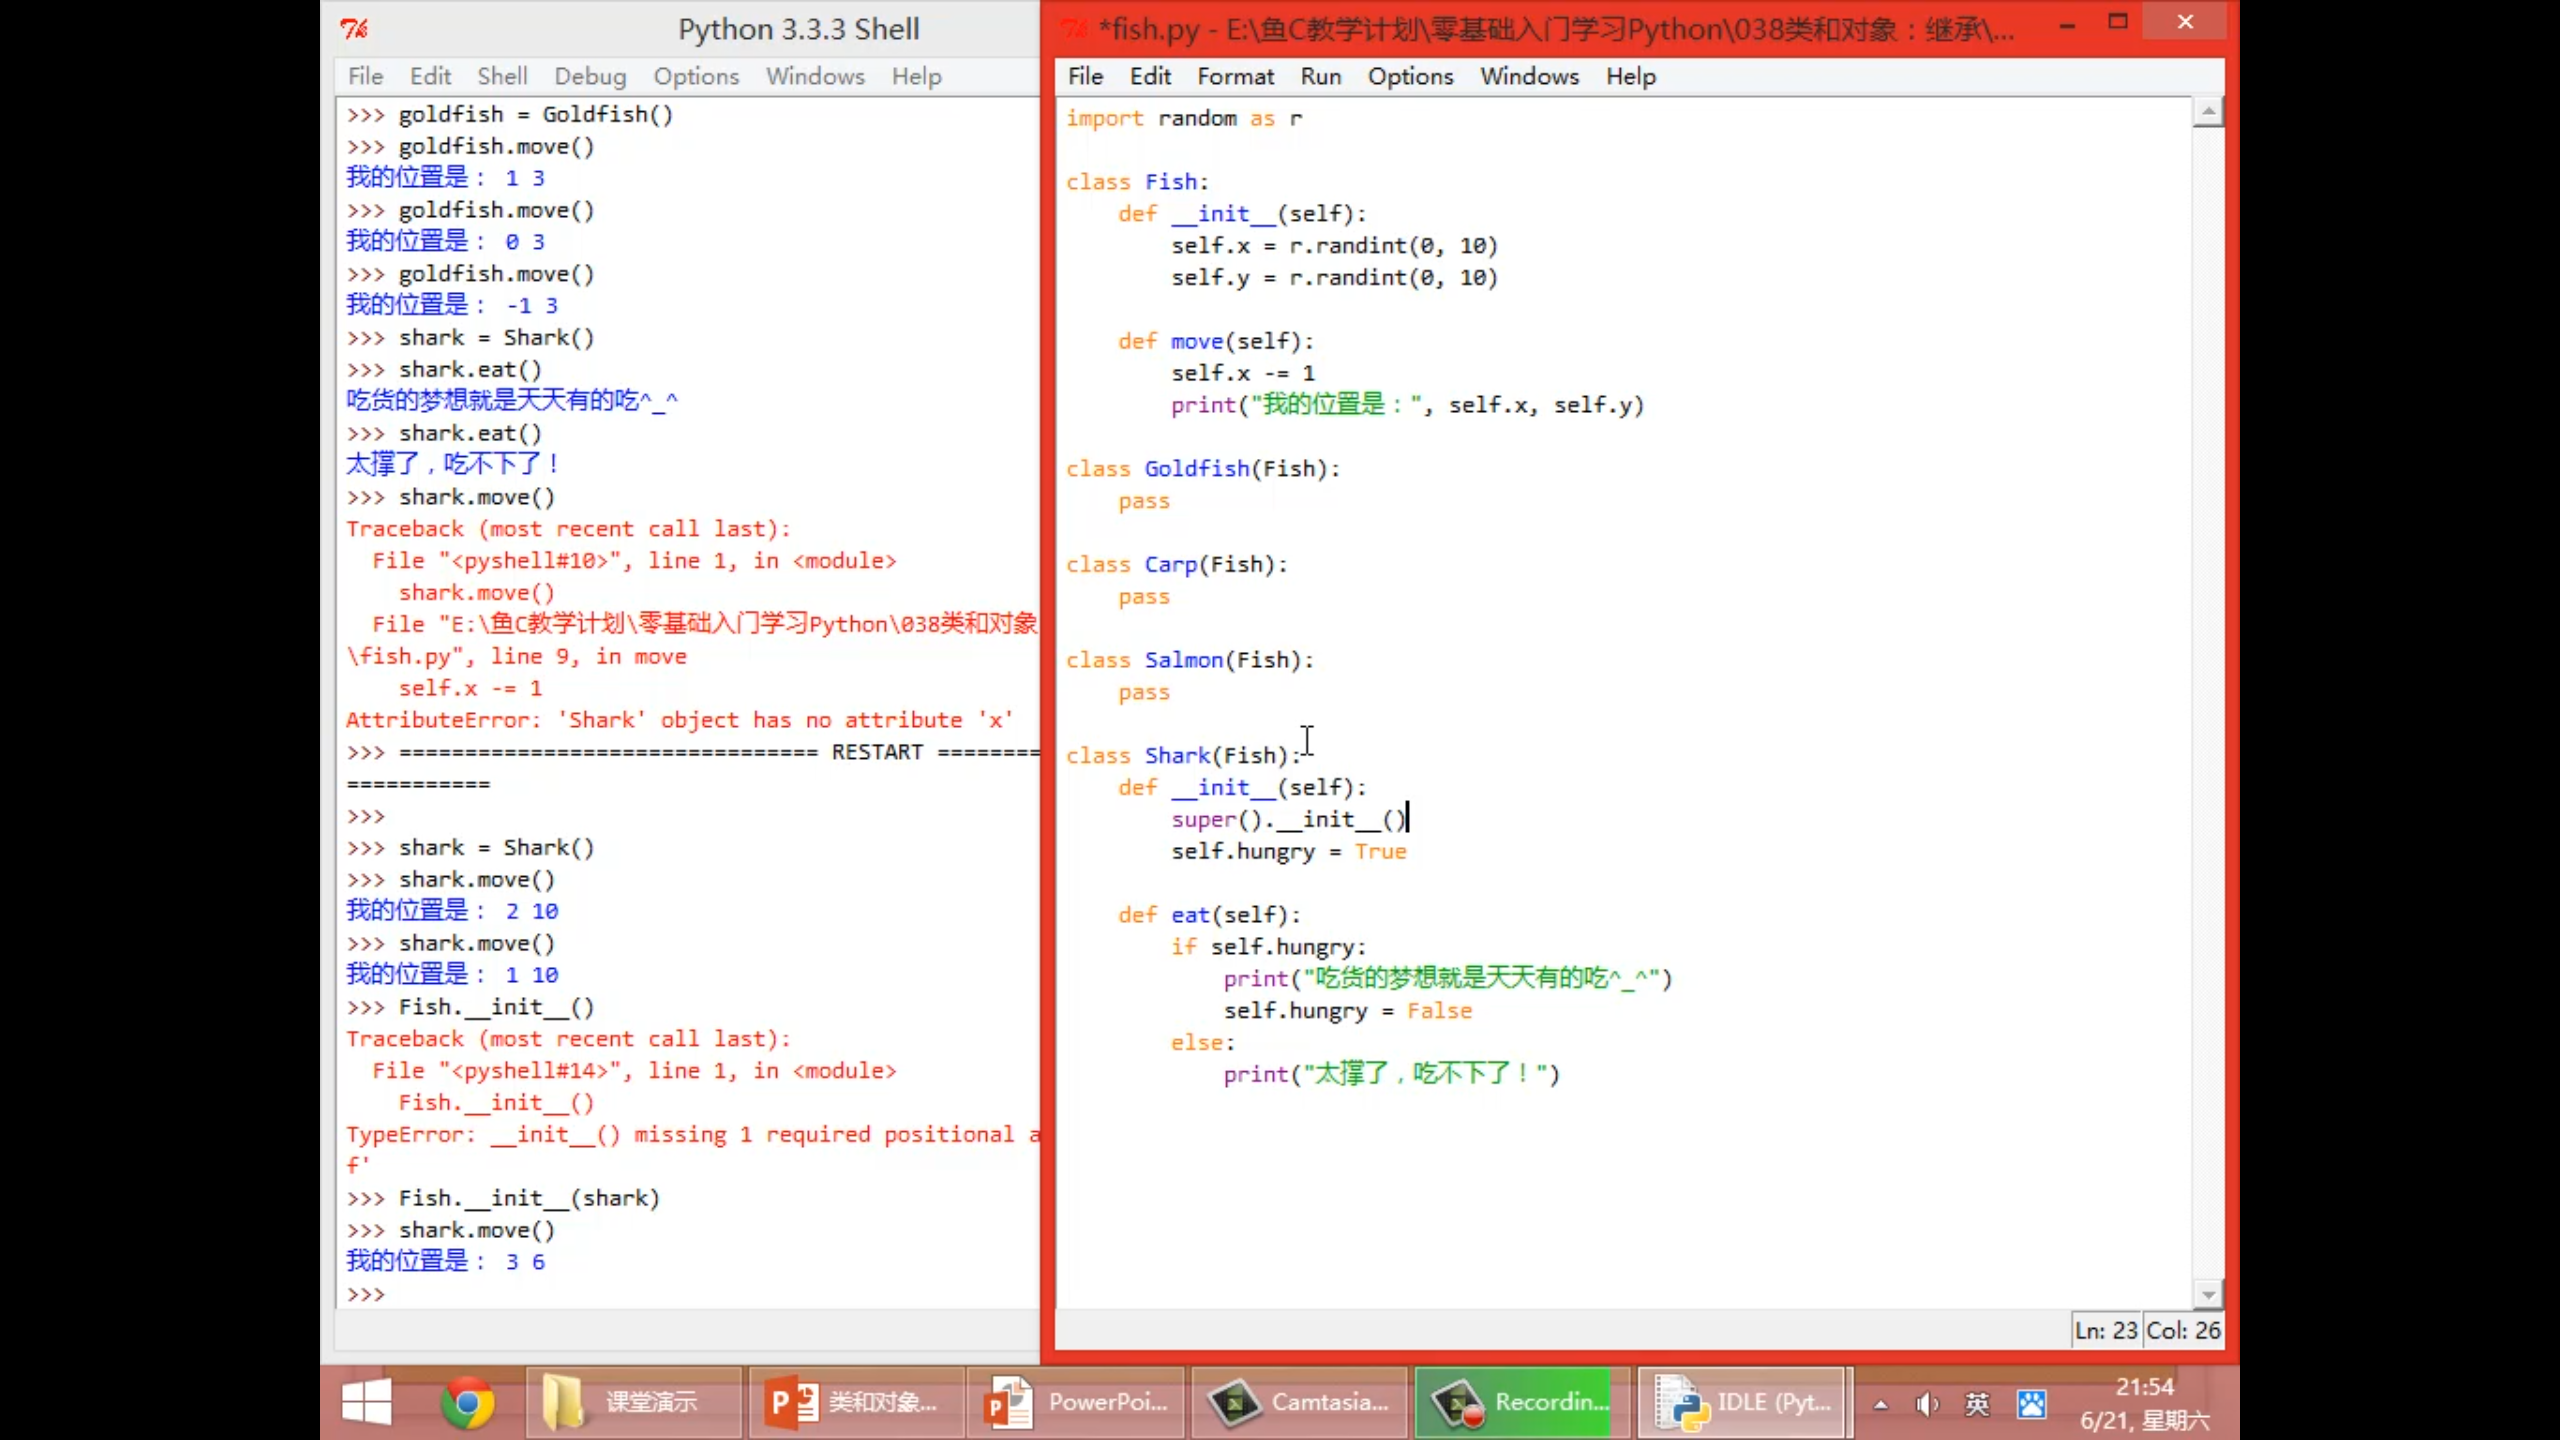 Python 3.3.3 Shell
File Edit Shell Debug Options Windows Help
>>> goldfish = Goldfish()
>>> goldfish.move()
我的位置是： 1 3
>>> goldfish.move()
我的位置是： 0 3
>>> goldfish.move()
我的位置是： -1 3
>>> shark = Shark()
>>> shark.eat()
吃货的梦想就是天天有的吃^_^
>>> shark.eat()
太撑了，吃不下了！
>>> shark.move()
Traceback (most recent call last):
  File "<pyshell#10>", line 1, in <module>
    shark.move()
  File "E:\鱼C教学计划\零基础入门学习Python\038类和对象
\fish.py", line 9, in move
    self.x -= 1
AttributeError: 'Shark' object has no attribute 'x'
>>> ================================ RESTART ========
===========
>>>
>>> shark = Shark()
>>> shark.move()
我的位置是： 2 10
>>> shark.move()
我的位置是： 1 10
>>> Fish.__init__()
Traceback (most recent call last):
  File "<pyshell#14>", line 1, in <module>
    Fish.__init__()
TypeError: __init__() missing 1 required positional a
f'
>>> Fish.__init__(shark)
>>> shark.move()
我的位置是： 3 6
>>>
*fish.py - E:\鱼C教学计划\零基础入门学习Python\038类和对象：继承\...
File Edit Format Run Options Windows Help
import random as r
class Fish:
    def __init__(self):
        self.x = r.randint(0, 10)
        self.y = r.randint(0, 10)
    def move(self):
        self.x -= 1
        print("我的位置是：", self.x, self.y)
class Goldfish(Fish):
    pass
class Carp(Fish):
    pass
class Salmon(Fish):
    pass
class Shark(Fish):
    def __init__(self):
        super().__init__()
        self.hungry = True
    def eat(self):
        if self.hungry:
            print("吃货的梦想就是天天有的吃^_^")
            self.hungry = False
        else:
            print("太撑了，吃不下了！")
Ln: 23 Col: 26
课堂演示 类和对象... PowerPoi... Camtasia... Recordin... IDLE (Pyt... 英
21:54
6/21, 星期六